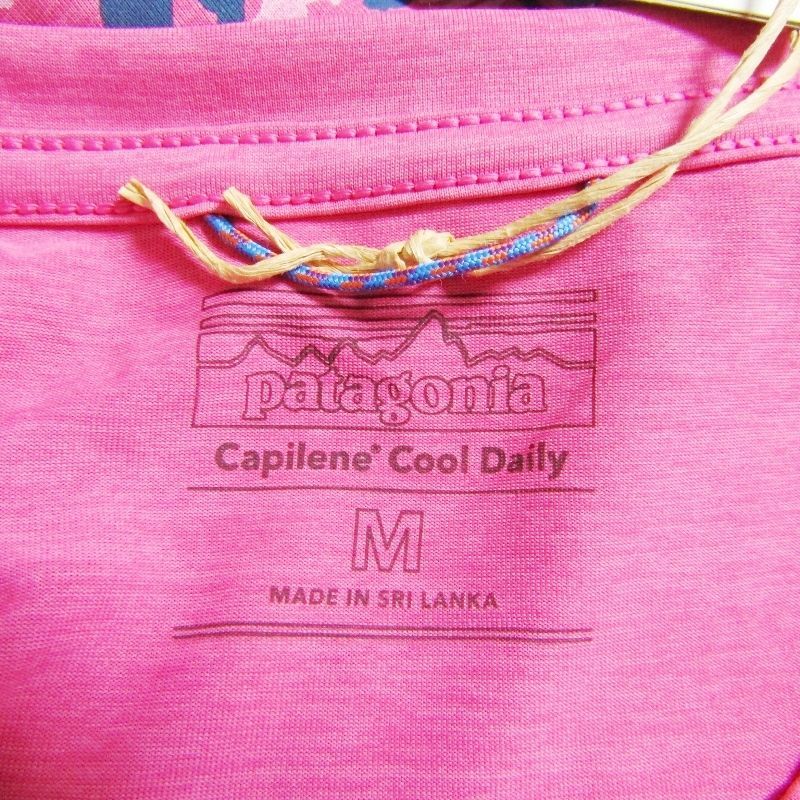 patagonia
Capilene® Cool Daily
M
MADE IN SRI LANKA